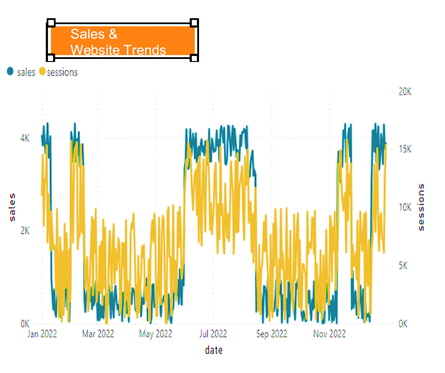 Sales &
Website Trends
sales sessions
20K
4K
15K
sales
sessions
10K
2K
5K
0K
0K
Jan 2022 Mar 2022 May 2022 Jul 2022 Sep 2022 Nov 2022
date